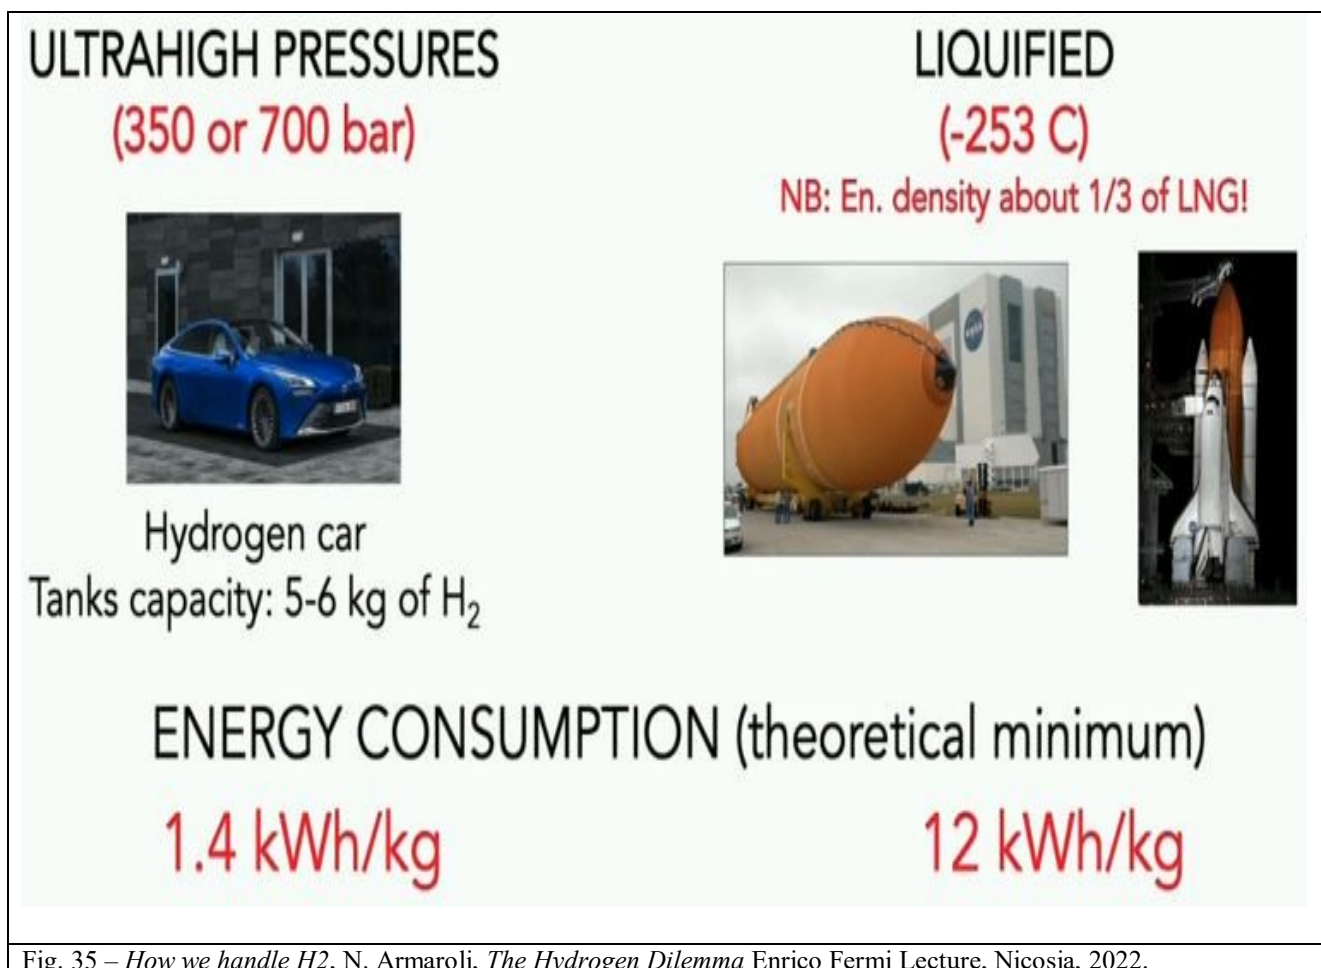 ULTRAHIGH PRESSURES
(350 or 700 bar)
LIQUIFIED
(-253 C)
NB: En. density about 1/3 of LNG!
Hydrogen car
Tanks capacity: 5-6 kg of H₂
ENERGY CONSUMPTION (theoretical minimum)
1.4 kWh/kg
12 kWh/kg
Fig. 35 – How we handle H2, N. Armaroli, The Hydrogen Dilemma Enrico Fermi Lecture, Nicosia, 2022.